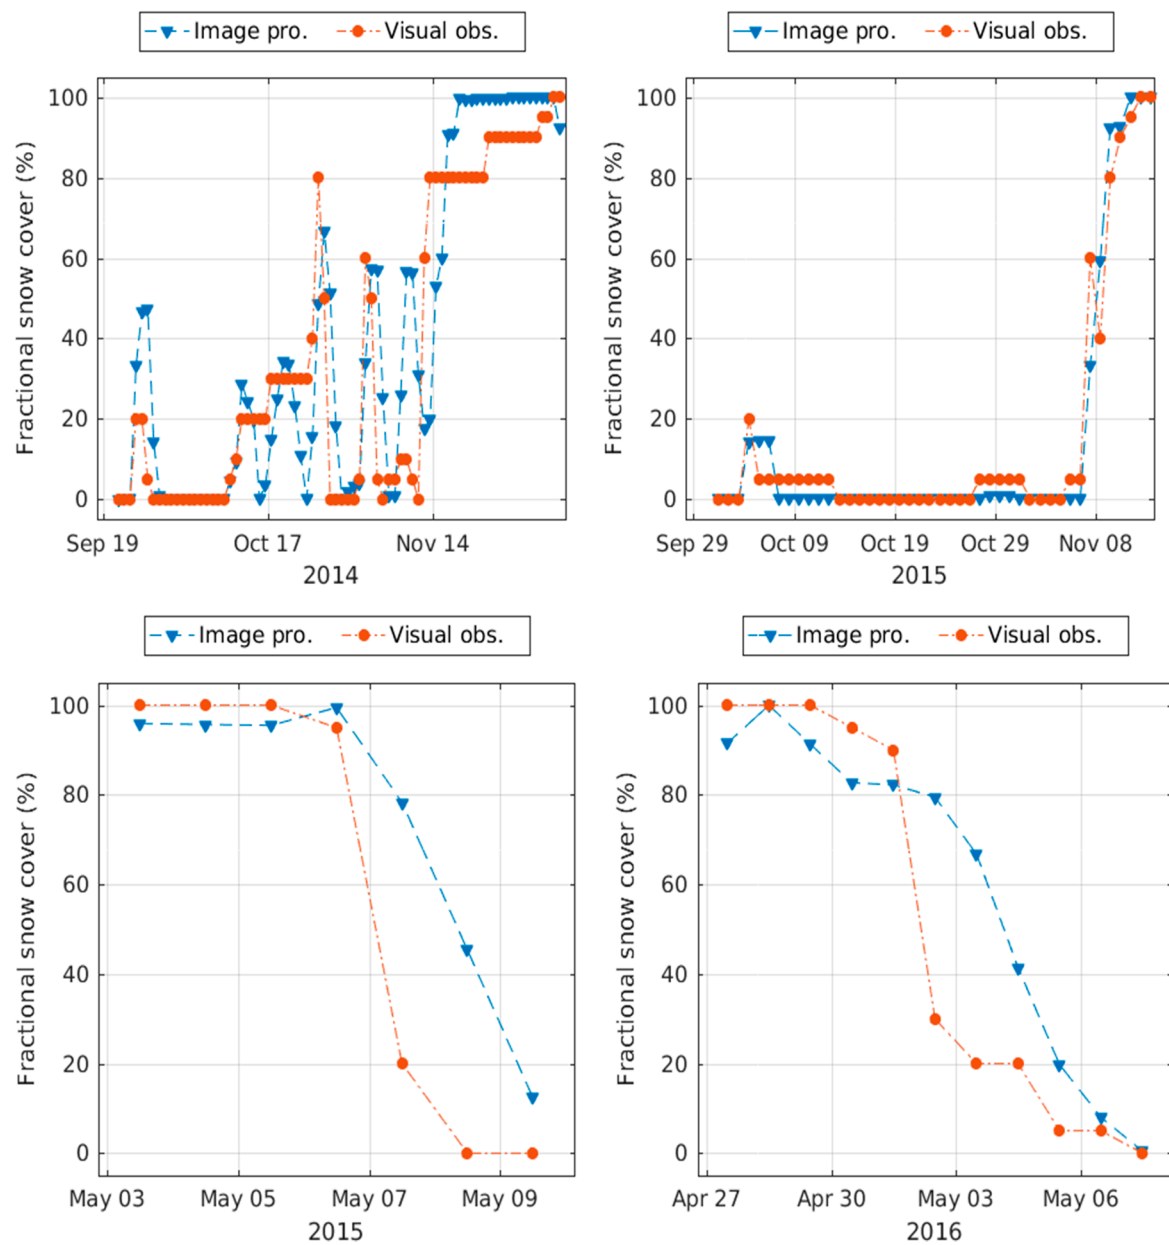 Image pro. Visual obs.
Fractional snow cover (%)
100
80
60
40
20
0
Sep 19 Oct 17 Nov 14
2014
Image pro. Visual obs.
Fractional snow cover (%)
100
80
60
40
20
0
Sep 29 Oct 09 Oct 19 Oct 29 Nov 08
2015
Image pro. Visual obs.
Fractional snow cover (%)
100
80
60
40
20
0
May 03 May 05 May 07 May 09
2015
Image pro. Visual obs.
Fractional snow cover (%)
100
80
60
40
20
0
Apr 27 Apr 30 May 03 May 06
2016